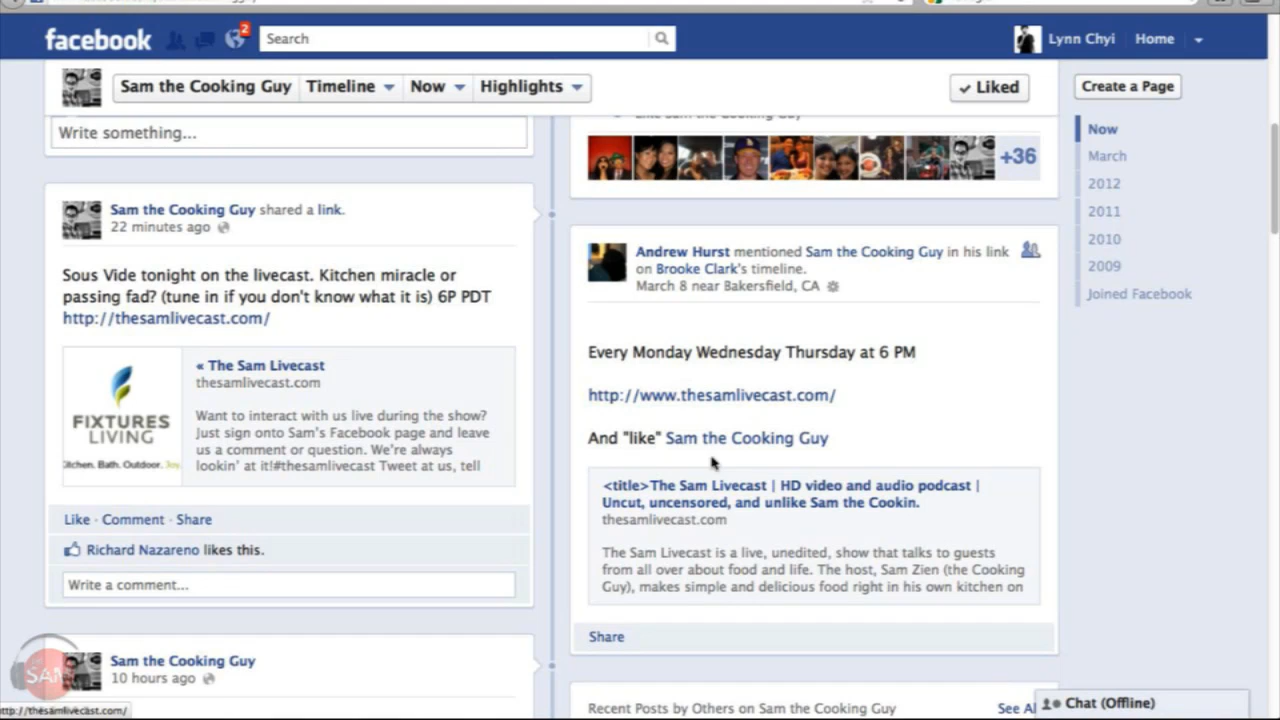 facebook
2
Search
Lynn Chyi
Home
Sam the Cooking Guy
Timeline
Now
Highlights
Liked
Create a Page
Write something...
+36
Now
March
2012
2011
2010
2009
Joined Facebook
Sam the Cooking Guy shared a link.
22 minutes ago
Sous Vide tonight on the livecast. Kitchen miracle or
passing fad? (tune in if you don't know what it is) 6P PDT
http://thesamlivecast.com/
FIXTURES
LIVING
« The Sam Livecast
thesamlivecast.com
Want to interact with us live during the show?
Just sign onto Sam's Facebook page and leave
us a comment or question. We're always
lookin' at it!#thesamlivecast Tweet at us, tell
Like · Comment · Share
Richard Nazareno likes this.
Write a comment...
Sam the Cooking Guy
10 hours ago
Andrew Hurst mentioned Sam the Cooking Guy in his link
on Brooke Clark's timeline.
March 8 near Bakersfield, CA
Every Monday Wednesday Thursday at 6 PM
http://www.thesamlivecast.com/
And "like" Sam the Cooking Guy
<title>The Sam Livecast | HD video and audio podcast |
Uncut, uncensored, and unlike Sam the Cookin.
thesamlivecast.com
The Sam Livecast is a live, unedited, show that talks to guests
from all over about food and life. The host, Sam Zien (the Cooking
Guy), makes simple and delicious food right in his own kitchen on
Share
Recent Posts by Others on Sam the Cooking Guy
See Al
Chat (Offline)
SAM
ttp://thesamlivecast.com/